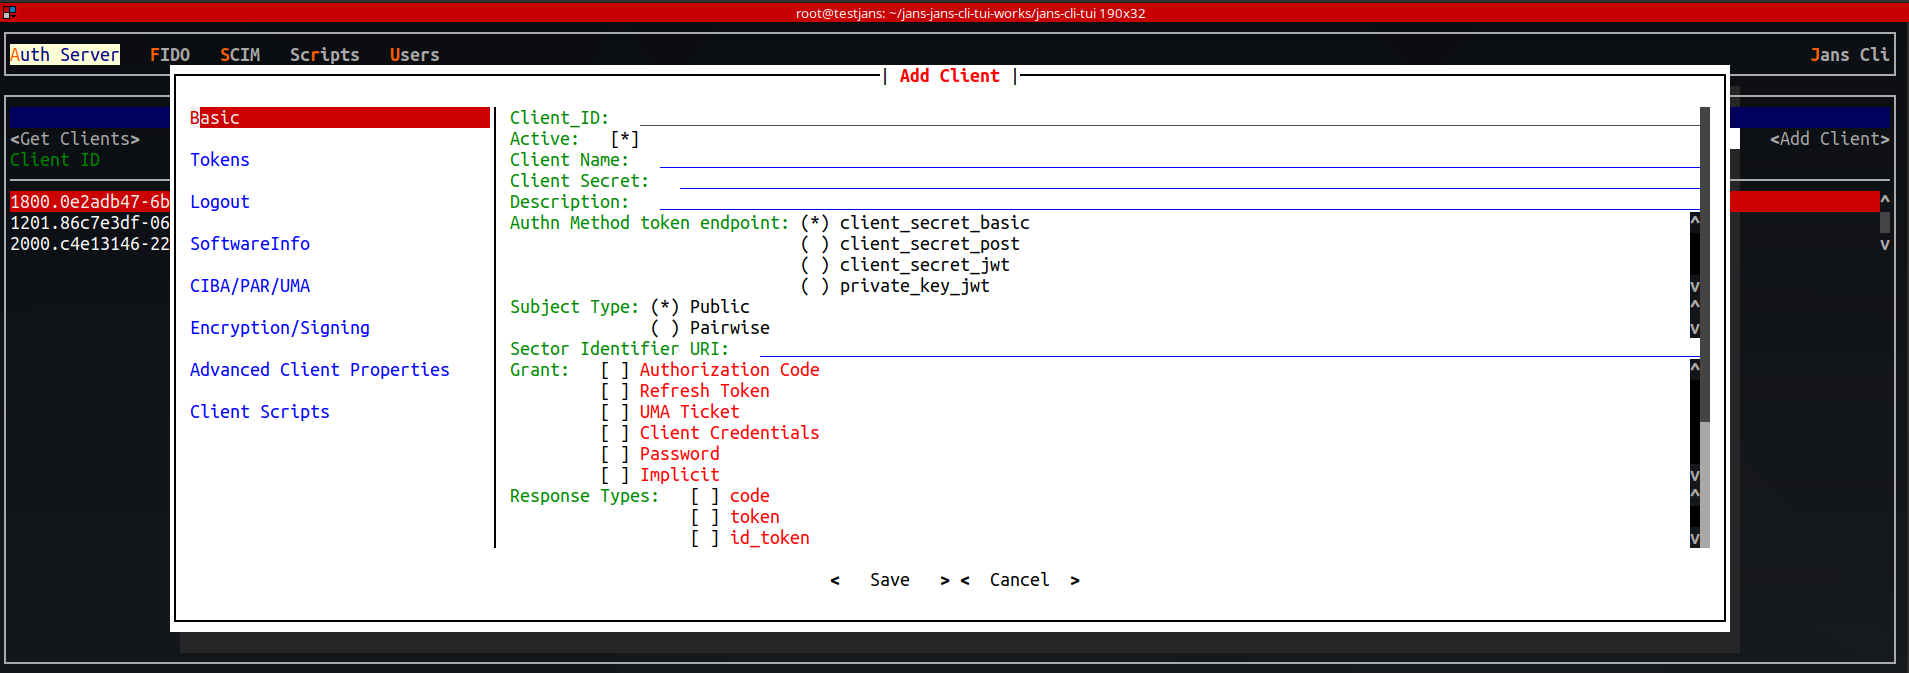 root@testjans: ~/jans-jans-cli-tui-works/jans-cli-tui 190x32
Auth Server FIDO SCIM Scripts Users Jans Cli
| Add Client |
<Get Clients> <Add Client>
Client ID
1800.0e2adb47-6b
1201.86c7e3df-06
2000.c4e13146-22
Basic
Tokens
Logout
SoftwareInfo
CIBA/PAR/UMA
Encryption/Signing
Advanced Client Properties
Client Scripts
Client_ID:
Active: [*]
Client Name:
Client Secret:
Description:
Authn Method token endpoint: (*) client_secret_basic
( ) client_secret_post
( ) client_secret_jwt
( ) private_key_jwt
Subject Type: (*) Public
( ) Pairwise
Sector Identifier URI:
Grant: [ ] Authorization Code
[ ] Refresh Token
[ ] UMA Ticket
[ ] Client Credentials
[ ] Password
[ ] Implicit
Response Types: [ ] code
[ ] token
[ ] id_token
< Save > < Cancel >